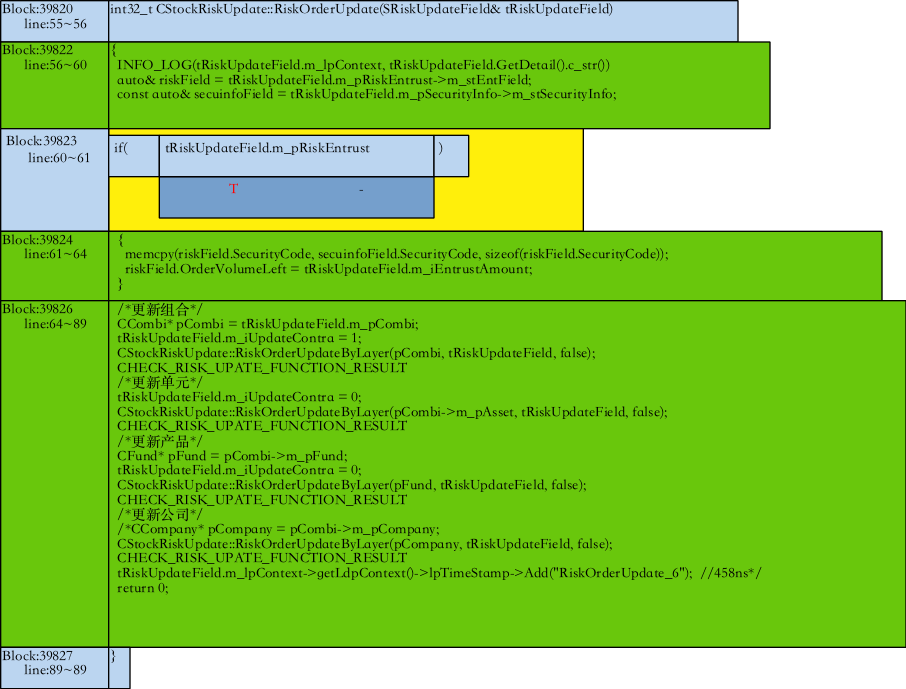 Block:39820
line:55~56
int32_t CStockRiskUpdate::RiskOrderUpdate(SRiskUpdateField& tRiskUpdateField)
Block:39822
line:56~60
{
INFO_LOG(tRiskUpdateField.m_lpContext, tRiskUpdateField.GetDetail().c_str())
auto& riskField = tRiskUpdateField.m_pRiskEntrust->m_stEntField;
const auto& secuinfoField = tRiskUpdateField.m_pSecurityInfo->m_stSecurityInfo;
Block:39823
line:60~61
if( tRiskUpdateField.m_pRiskEntrust )
T -
Block:39824
line:61~64
{
memcpy(riskField.SecurityCode, secuinfoField.SecurityCode, sizeof(riskField.SecurityCode));
riskField.OrderVolumeLeft = tRiskUpdateField.m_iEntrustAmount;
}
Block:39826
line:64~89
/*更新组合*/
CCombi* pCombi = tRiskUpdateField.m_pCombi;
tRiskUpdateField.m_iUpdateContra = 1;
CStockRiskUpdate::RiskOrderUpdateByLayer(pCombi, tRiskUpdateField, false);
CHECK_RISK_UPATE_FUNCTION_RESULT
/*更新单元*/
tRiskUpdateField.m_iUpdateContra = 0;
CStockRiskUpdate::RiskOrderUpdateByLayer(pCombi->m_pAsset, tRiskUpdateField, false);
CHECK_RISK_UPATE_FUNCTION_RESULT
/*更新产品*/
CFund* pFund = pCombi->m_pFund;
tRiskUpdateField.m_iUpdateContra = 0;
CStockRiskUpdate::RiskOrderUpdateByLayer(pFund, tRiskUpdateField, false);
CHECK_RISK_UPATE_FUNCTION_RESULT
/*更新公司*/
/*CCompany* pCompany = pCombi->m_pCompany;
CStockRiskUpdate::RiskOrderUpdateByLayer(pCompany, tRiskUpdateField, false);
CHECK_RISK_UPATE_FUNCTION_RESULT
tRiskUpdateField.m_lpContext->getLdpContext()->lpTimeStamp->Add("RiskOrderUpdate_6"); //458ns*/
return 0;
Block:39827
line:89~89
}